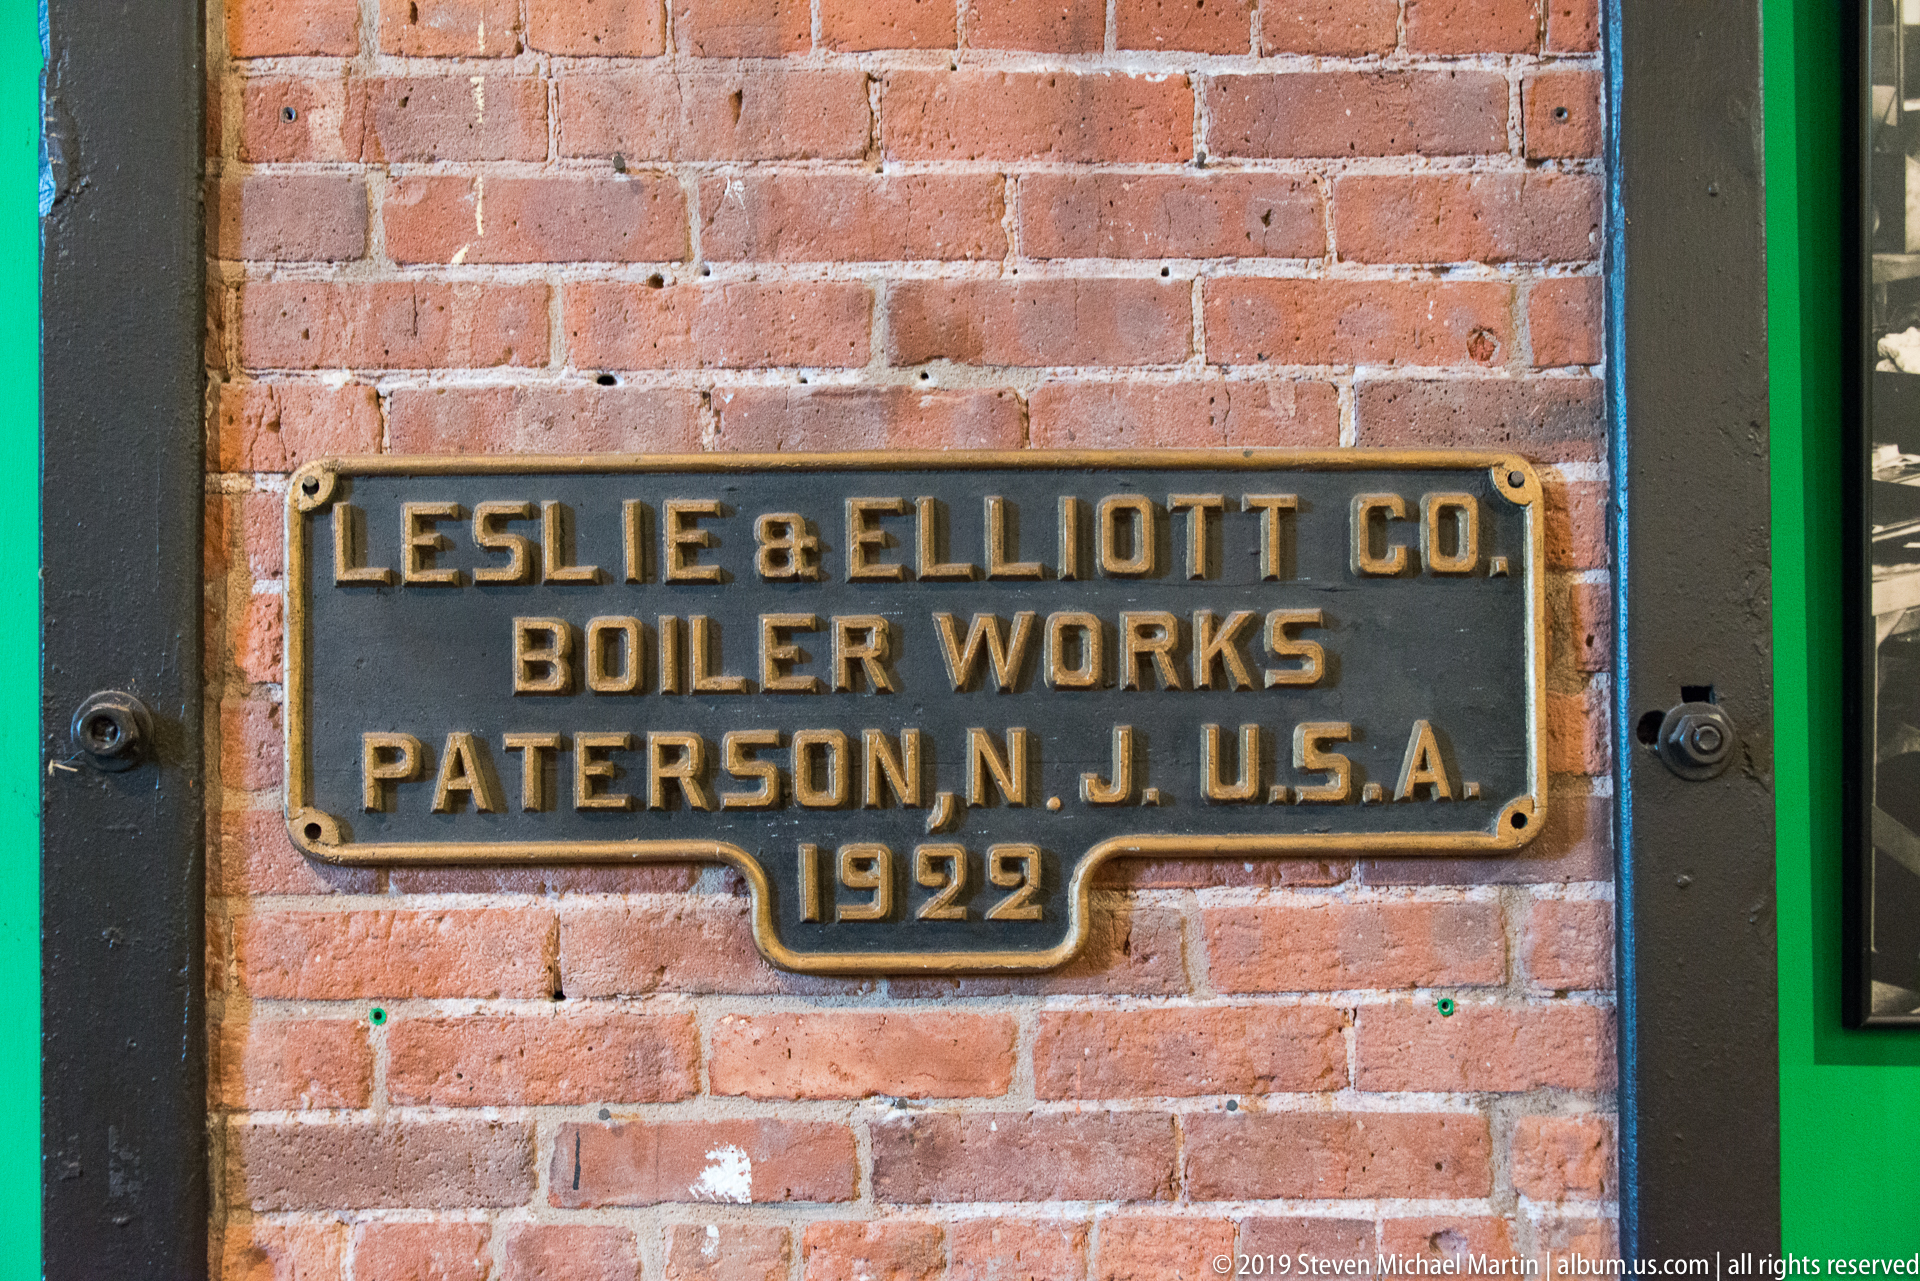 LESLIE & ELLIOTT CO.
BOILER WORKS
PATERSON, N. J. U.S.A.
1922
© 2019 Steven Michael Martin | album.us.com | all rights reserved